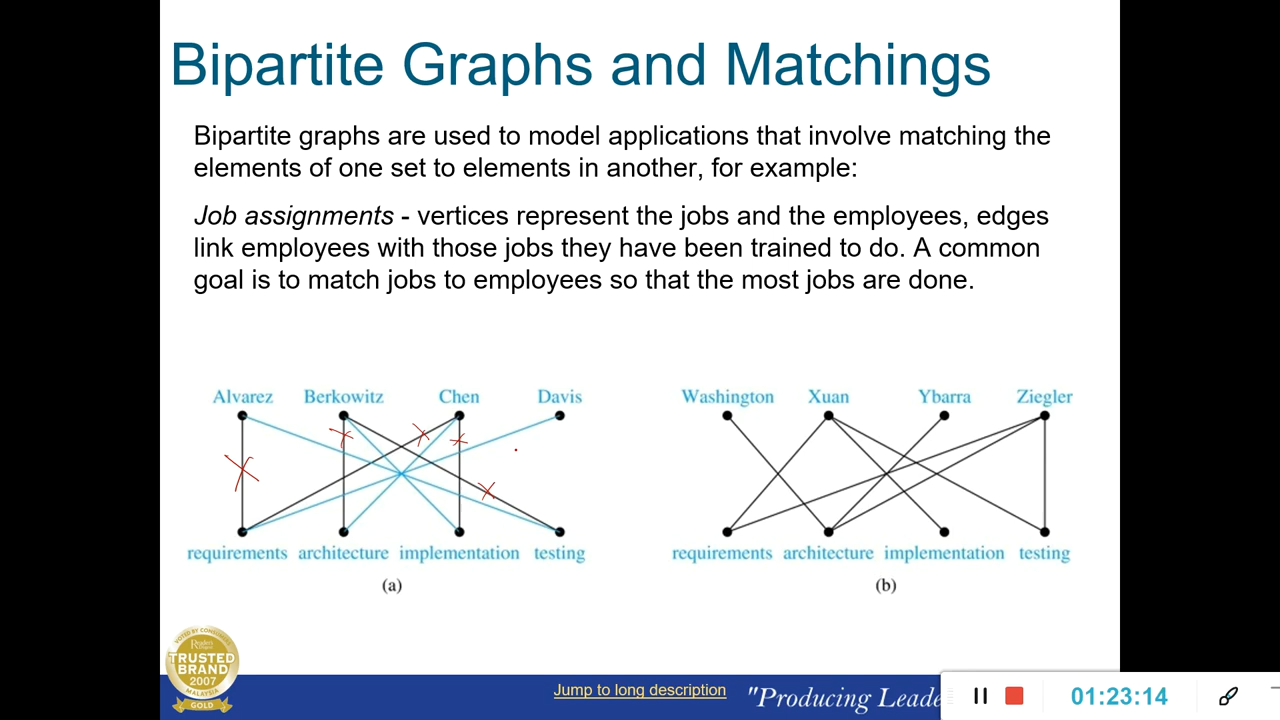 Bipartite Graphs and Matchings
Bipartite graphs are used to model applications that involve matching the
elements of one set to elements in another, for example:
Job assignments - vertices represent the jobs and the employees, edges
link employees with those jobs they have been trained to do. A common
goal is to match jobs to employees so that the most jobs are done.
Alvarez Berkowitz Chen Davis
requirements architecture implementation testing
(a)
Washington Xuan Ybarra Ziegler
requirements architecture implementation testing
(b)
TRUSTED
BRAND
2007
MALAYSIA
GOLD
Jump to long description
"Producing Leade
01:23:14